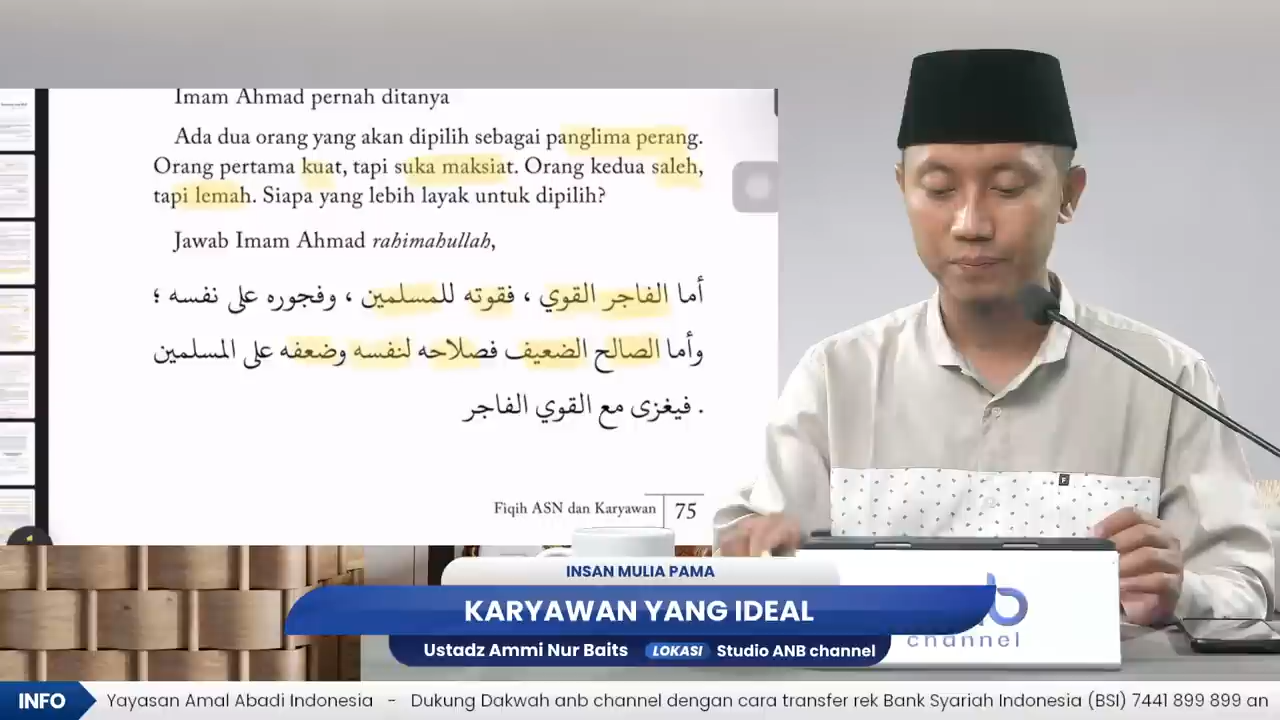 Imam Ahmad pernah ditanya
Ada dua orang yang akan dipilih sebagai panglima perang.
Orang pertama kuat, tapi suka maksiat. Orang kedua saleh,
tapi lemah. Siapa yang lebih layak untuk dipilih?
Jawab Imam Ahmad rahimahullah,
أما الفاجر القوي ، فقوته للمسلمين ، وفجوره على نفسه ؛
وأما الصالح الضعيف فصلاحه لنفسه وضعفه على المسلمين
. فيغزى مع القوي الفاجر
Fiqih ASN dan Karyawan 75
INSAN MULIA PAMA
KARYAWAN YANG IDEAL
Ustadz Ammi Nur Baits LOKASI Studio ANB channel
channel
INFO Yayasan Amal Abadi Indonesia - Dukung Dakwah anb channel dengan cara transfer rek Bank Syariah Indonesia (BSI) 7441 899 899 an